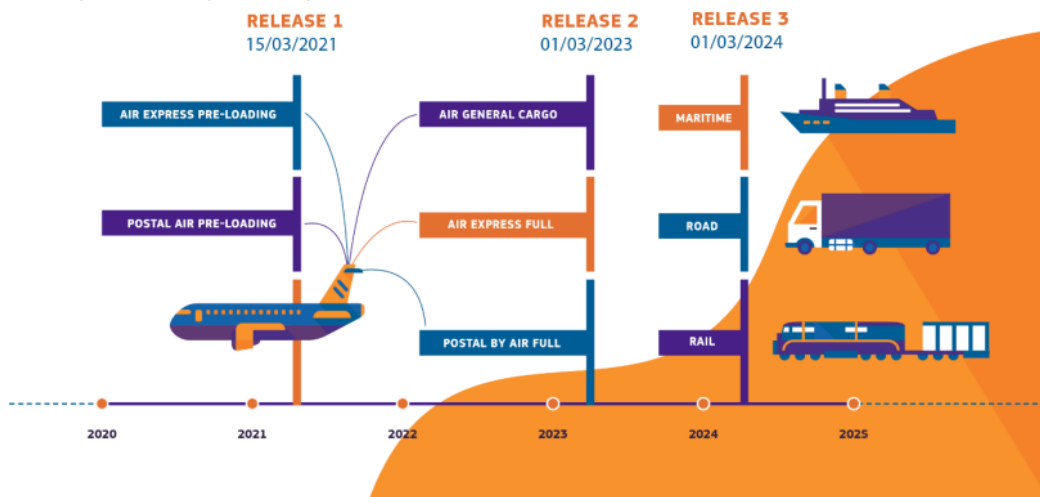 RELEASE 1
15/03/2021
RELEASE 2
01/03/2023
RELEASE 3
01/03/2024
AIR EXPRESS PRE-LOADING
AIR GENERAL CARGO
MARITIME
POSTAL AIR PRE-LOADING
AIR EXPRESS FULL
ROAD
POSTAL BY AIR FULL
RAIL
2020
2021
2022
2023
2024
2025